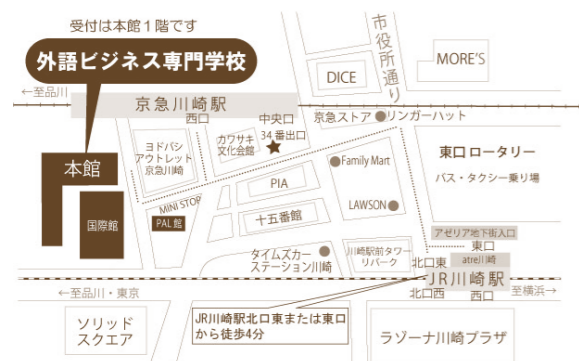 受付は本館1階です
外語ビジネス専門学校
←至品川
京急川崎駅
西口
中央口
34番出口
市役所通り
DICE
MORE'S
京急ストア
リンガーハット
ヨドバシ
アウトレット
京急川崎
カワサキ
文化会館
本館
国際館
MINI STOP
PAL館
Family Mart
PIA
LAWSON
十五番館
東口 ロータリー
バス・タクシー乗り場
アゼリア地下街入口
東口
タイムズカー
ステーション川崎
川崎駅前タワー
リパーク
北口東
atre川崎
JR川崎駅
北口西
西口
←至品川・東京
至横浜→
JR川崎駅北口東または東口
から徒歩4分
ソリッド
スクエア
ラゾーナ川崎プラザ